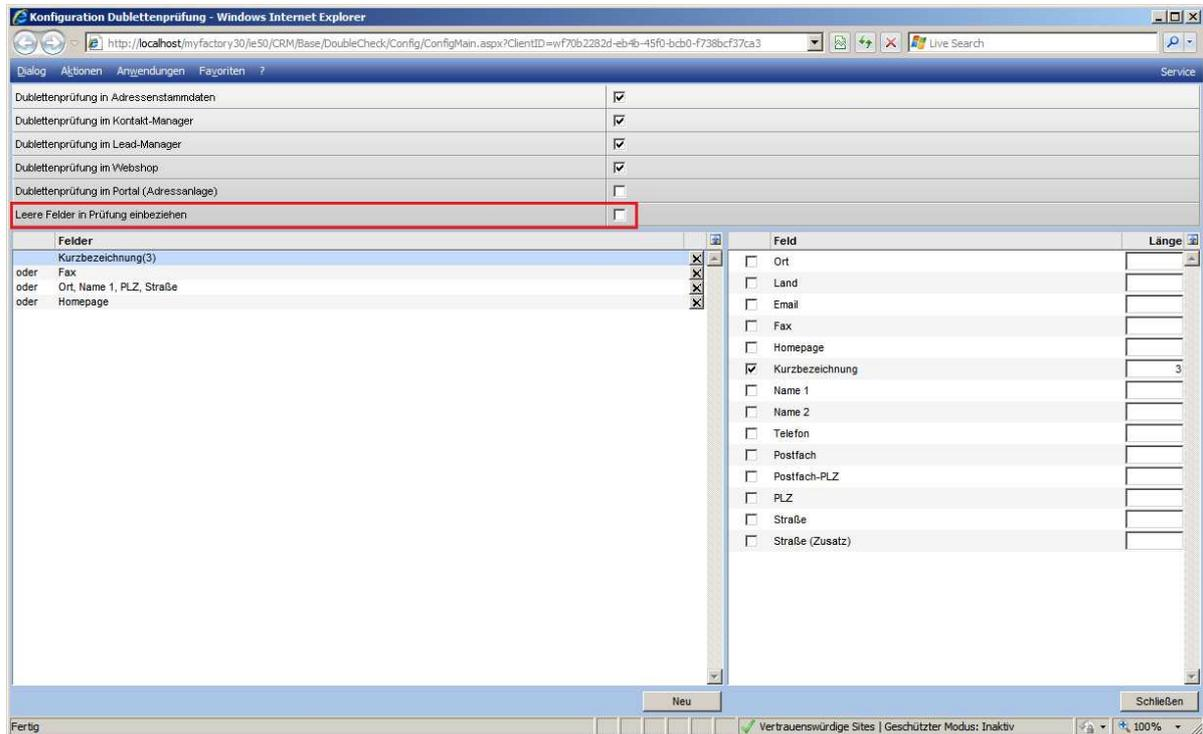 Konfiguration Dublettenprüfung - Windows Internet Explorer
http://localhost/myfactory30/ie50/CRM/Base/DoubleCheck/Config/ConfigMain.aspx?ClientID=wf70b2282d-eb4b-45f0-bcb0-f738bcf37ca3
Live Search
Dialog Aktionen Anwendungen Favoriten ? Service
Dublettenprüfung in Adressenstammdaten
Dublettenprüfung im Kontakt-Manager
Dublettenprüfung im Lead-Manager
Dublettenprüfung im Webshop
Dublettenprüfung im Portal (Adressanlage)
Leere Felder in Prüfung einbeziehen
Felder
Kurzbezeichnung(3)
oder Fax
oder Ort, Name 1, PLZ, Straße
oder Homepage
Feld Länge
Ort
Land
Email
Fax
Homepage
Kurzbezeichnung 3
Name 1
Name 2
Telefon
Postfach
Postfach-PLZ
PLZ
Straße
Straße (Zusatz)
Neu
Schließen
Fertig
Vertrauenswürdige Sites | Geschützter Modus: Inaktiv
100%